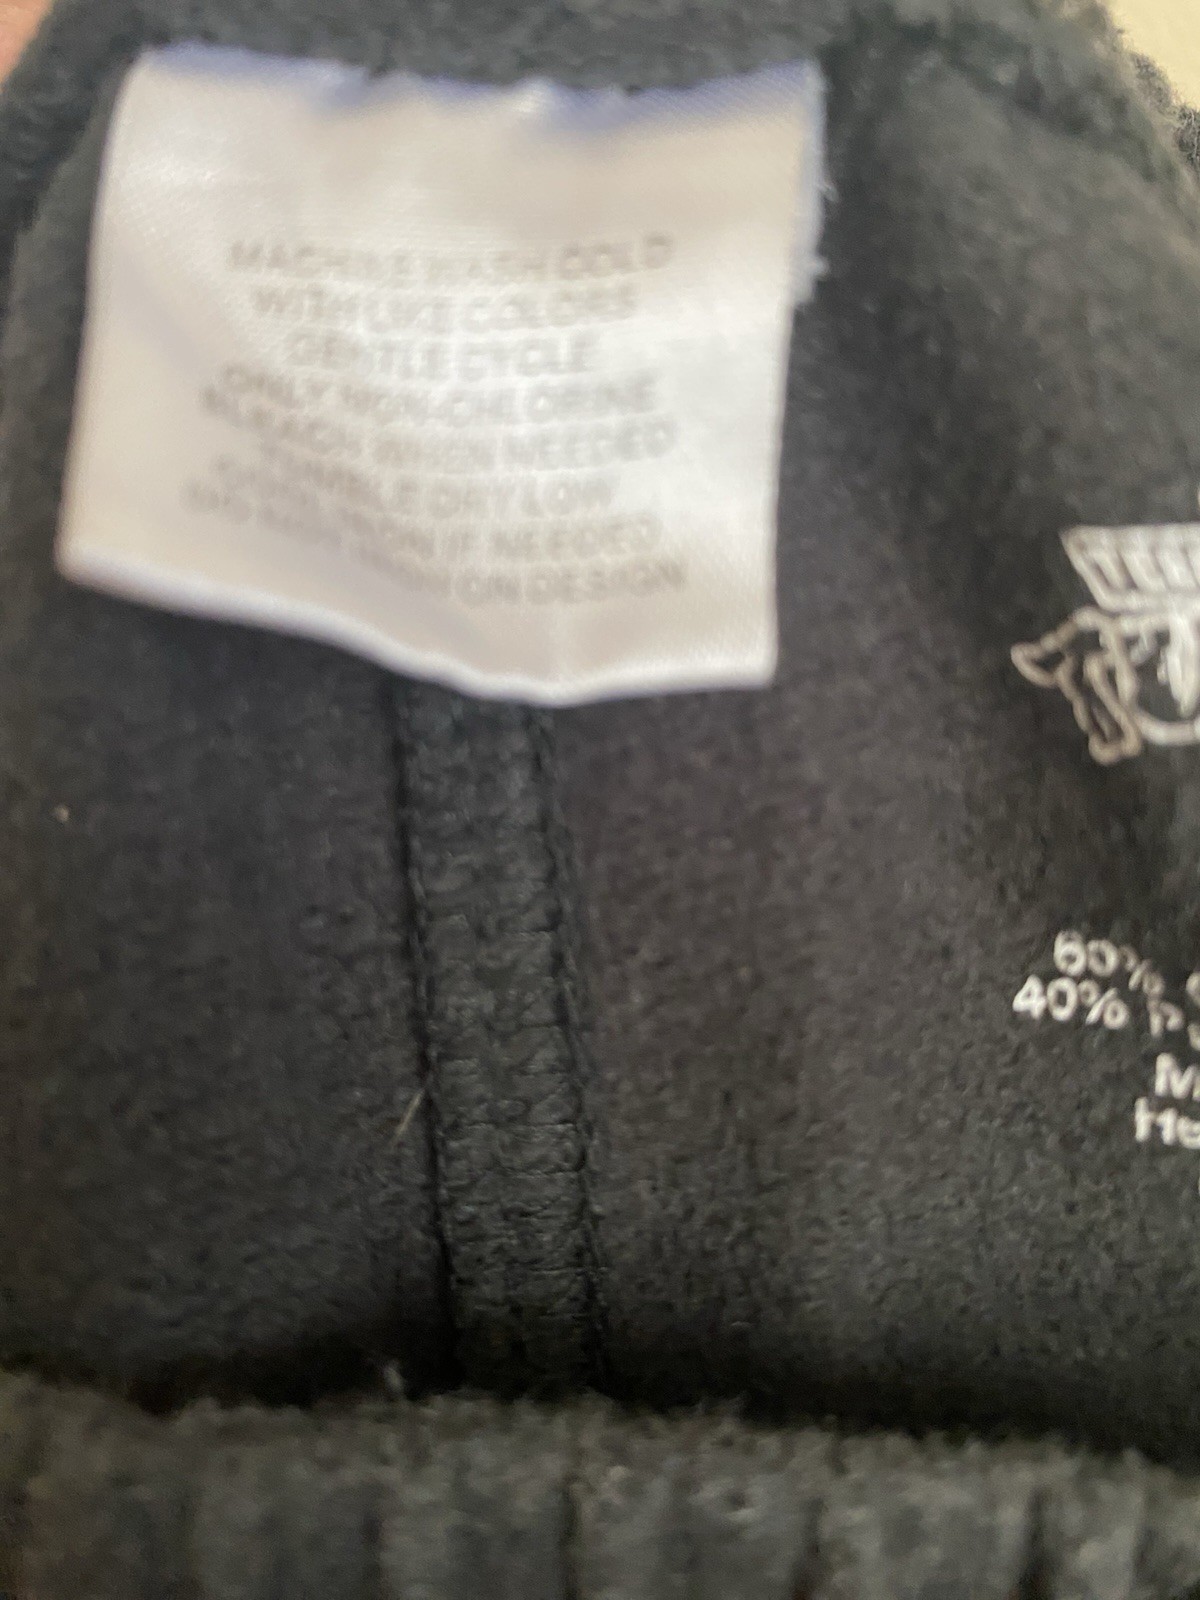 MACHINE WASH COLD
WITH LIKE COLORS
GENTLE CYCLE
ONLY NON-CHLORINE
BLEACH WHEN NEEDED
TUMBLE DRY LOW
IRON IF NEEDED
ON DESIGN
60%
40% P
M
He